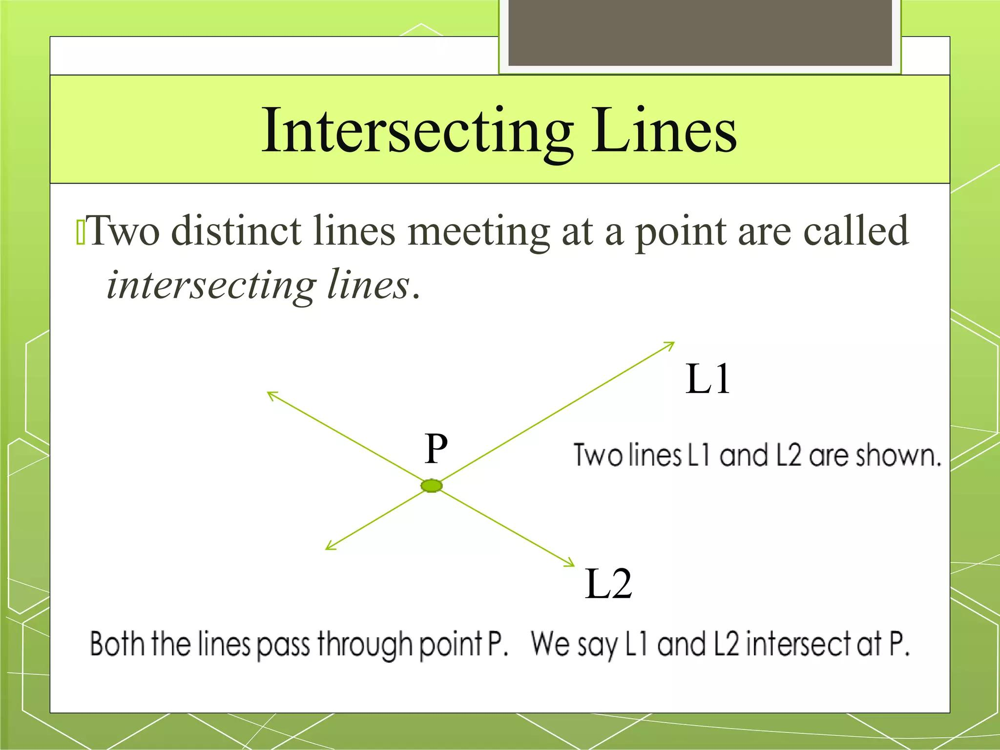 Intersecting Lines
Two distinct lines meeting at a point are called
intersecting lines.
L1
P
Two lines L1 and L2 are shown.
L2
Both the lines pass through point P. We say L1 and L2 intersect at P.